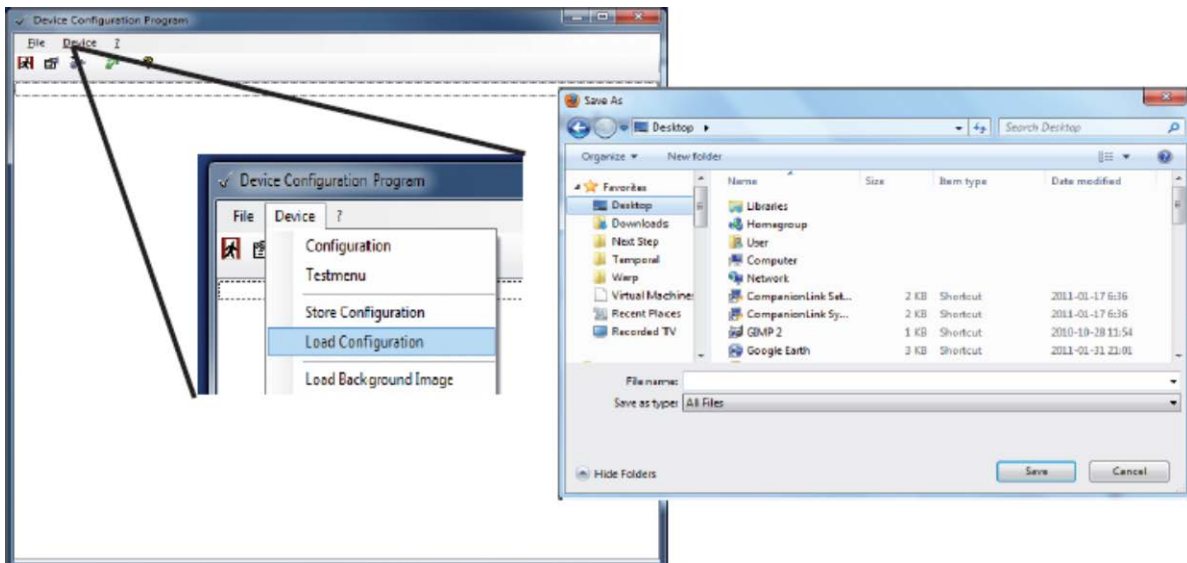 Device Configuration Program
File Device ?
Device Configuration Program
File Device ?
Configuration
Testmenu
Store Configuration
Load Configuration
Load Background Image
Save As
Desktop
Search Desktop
Organize
New folder
Name Size Item type Date modified
Favorites
Desktop
Downloads
Next Step
Temporal
Warp
Virtual Machine
Recent Places
Recorded TV
Libraries
Homegroup
User
Computer
Network
CompanionLink Set... 2 KB Shortcut 2011-01-17 6:36
CompanionLink Sy... 2 KB Shortcut 2011-01-17 6:36
GIMP 2 1 KB Shortcut 2010-10-28 11:54
Google Earth 3 KB Shortcut 2011-01-31 21:01
File name:
Save as type: All Files
Hide Folders
Save Cancel